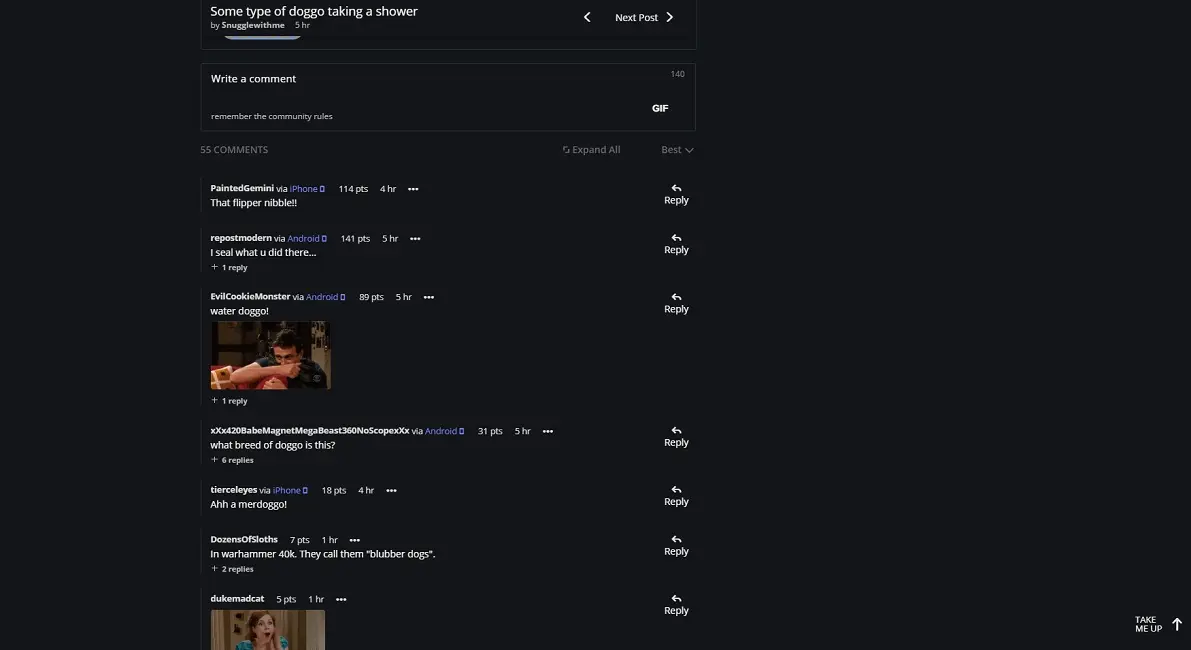 Some type of doggo taking a shower
by Snugglewithme 5 hr
Next Post
Write a comment
140
GIF
remember the community rules
55 COMMENTS
Expand All
Best
PaintedGemini via iPhone 114 pts 4 hr •••
Reply
That flipper nibble!!
repostmodern via Android 141 pts 5 hr •••
Reply
I seal what u did there...
+ 1 reply
EvilCookieMonster via Android 89 pts 5 hr •••
Reply
water doggo!
+ 1 reply
xXx420BabeMagnetMegaBeast360NoScopexXx via Android 31 pts 5 hr •••
Reply
what breed of doggo is this?
+ 6 replies
tierceleyes via iPhone 18 pts 4 hr •••
Reply
Ahh a merdoggo!
DozensOfSloths 7 pts 1 hr •••
Reply
In warhammer 40k. They call them "blubber dogs".
+ 2 replies
dukemadcat 5 pts 1 hr •••
Reply
TAKE
ME UP